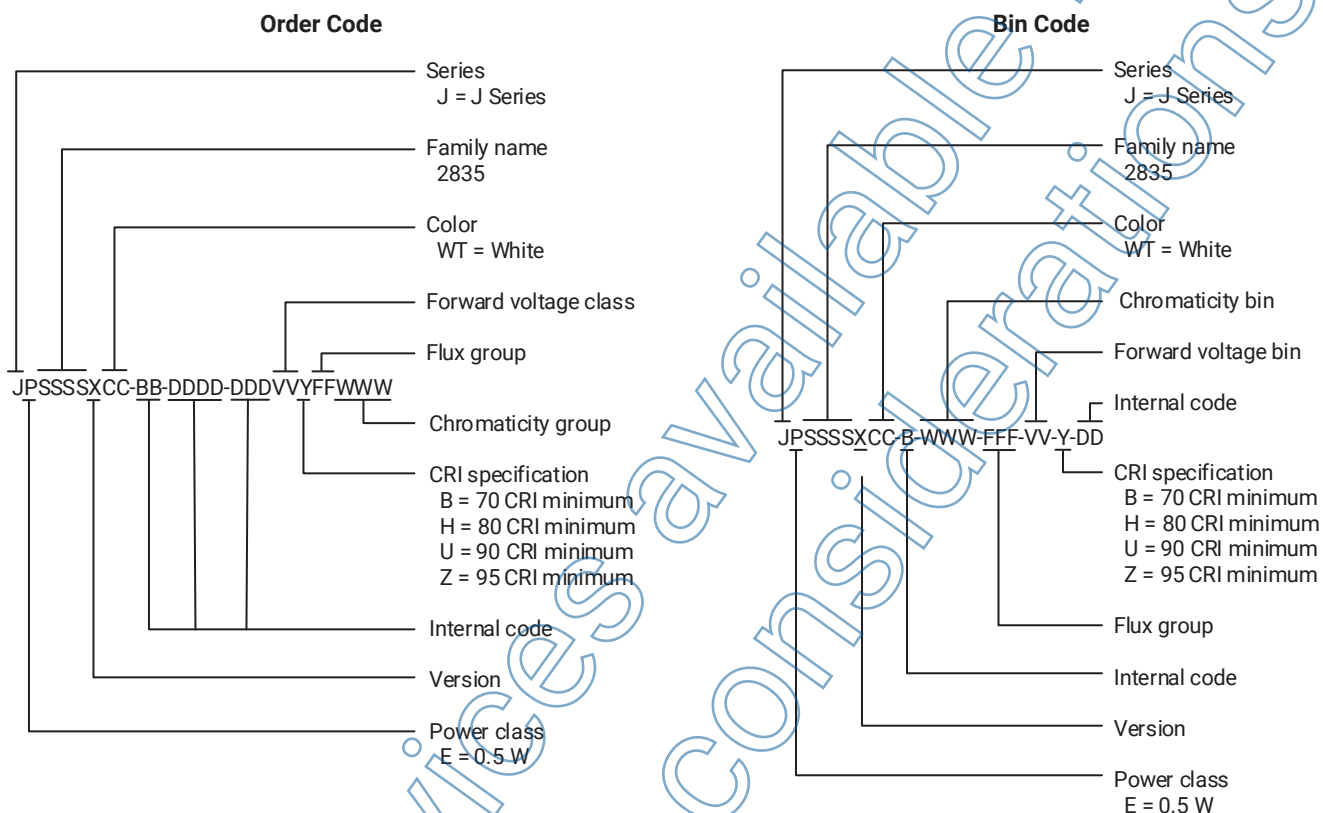 Order Code
Series
J = J Series
Family name
2835
Color
WT = White
Forward voltage class
Flux group
JPSSSSXCC-BB-DDDD-DDDVVYFFWWW
Chromaticity group
CRI specification
B = 70 CRI minimum
H = 80 CRI minimum
U = 90 CRI minimum
Z = 95 CRI minimum
Internal code
Version
Power class
E = 0.5 W
Bin Code
Series
J = J Series
Family name
2835
Color
WT = White
Chromaticity bin
Forward voltage bin
Internal code
JPSSSSXCC-B-WWW-FFF-VV-Y-DD
CRI specification
B = 70 CRI minimum
H = 80 CRI minimum
U = 90 CRI minimum
Z = 95 CRI minimum
Flux group
Internal code
Version
Power class
E = 0.5 W
available
considerations